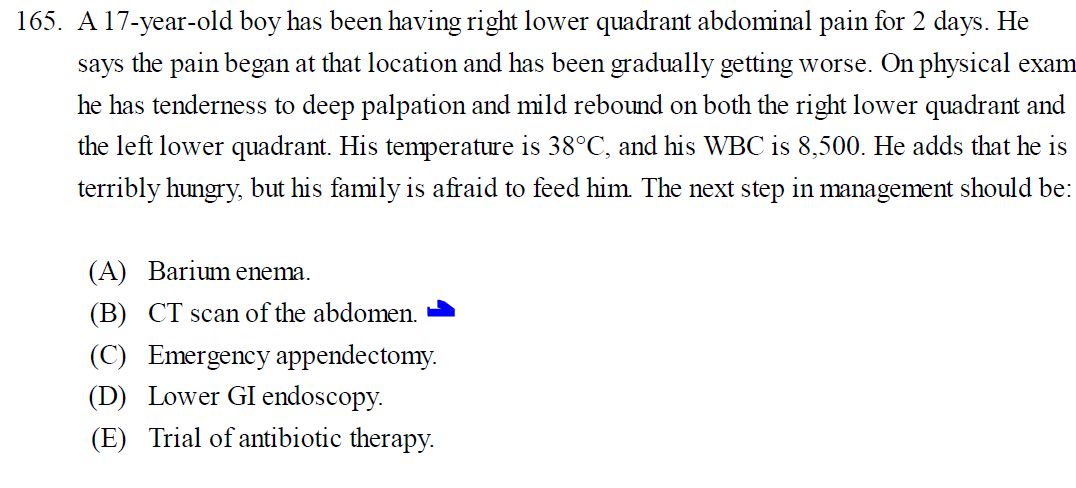 165. A 17-year-old boy has been having right lower quadrant abdominal pain for 2 days. He
says the pain began at that location and has been gradually getting worse. On physical exam
he has tenderness to deep palpation and mild rebound on both the right lower quadrant and
the left lower quadrant. His temperature is 38°C, and his WBC is 8,500. He adds that he is
terribly hungry, but his family is afraid to feed him. The next step in management should be:
(A) Barium enema.
(B) CT scan of the abdomen.
(C) Emergency appendectomy.
(D) Lower GI endoscopy.
(E) Trial of antibiotic therapy.